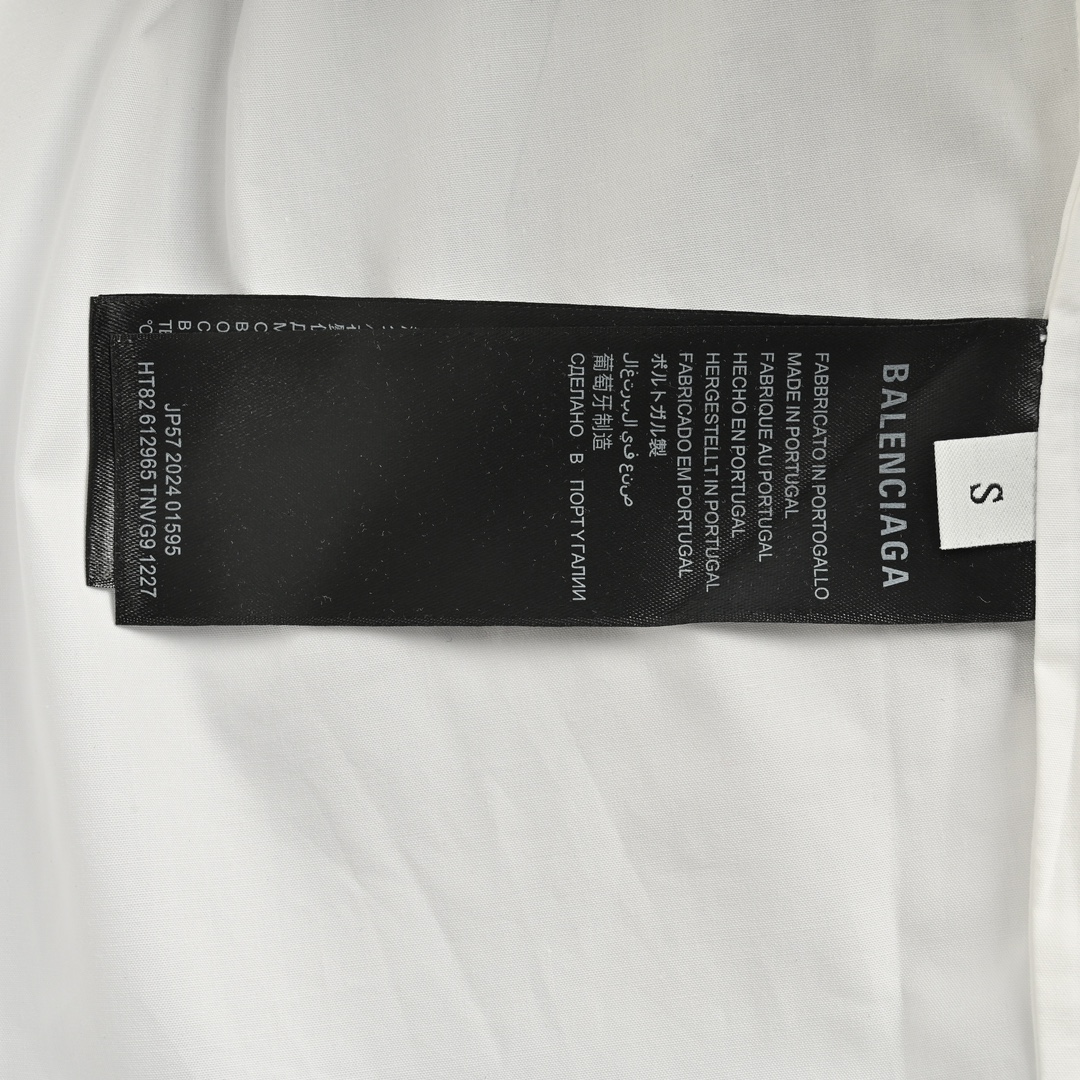 S
BALENCIAGA
FABBRICATO IN PORTOGALLO
MADE IN PORTUGAL
FABRIQUE AU PORTUGAL
HECHO EN PORTUGAL
HERGESTELLT IN PORTUGAL
FABRICADO EM PORTUGAL
ポルトガル製
صنع في البرتغال
葡萄牙制造
СДЕЛАНО В ПОРТУГАЛИИ
JP57 2024 01595
HT82 612965 TNVG9 1227